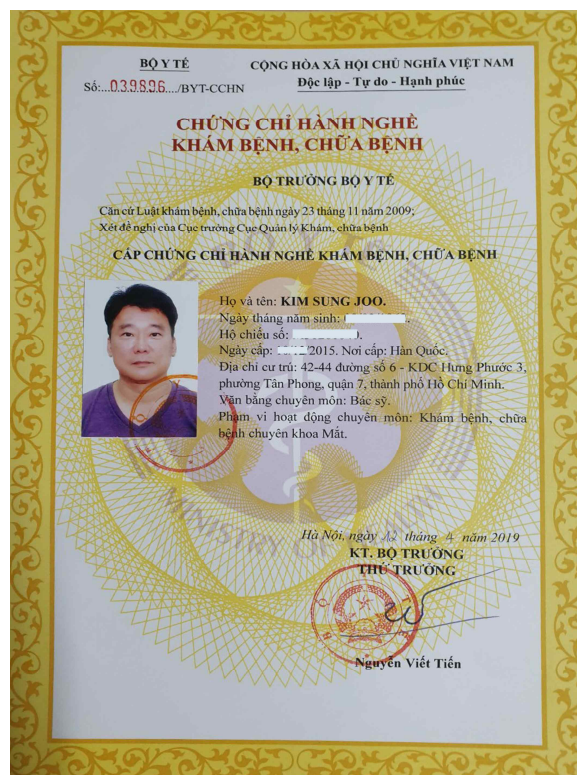 BỘ Y TẾ
Số:...039896..../BYT-CCHN
CỘNG HÒA XÃ HỘI CHỦ NGHĨA VIỆT NAM
Độc lập - Tự do - Hạnh phúc
CHỨNG CHỈ HÀNH NGHỀ
KHÁM BỆNH, CHỮA BỆNH
BỘ TRƯỞNG BỘ Y TẾ
Căn cứ Luật khám bệnh, chữa bệnh ngày 23 tháng 11 năm 2009;
Xét đề nghị của Cục trưởng Cục Quản lý Khám, chữa bệnh
CẤP CHỨNG CHỈ HÀNH NGHỀ KHÁM BỆNH, CHỮA BỆNH
Họ và tên: KIM SUNG JOO.
Ngày tháng năm sinh:
Hộ chiếu số:
Ngày cấp: /2015. Nơi cấp: Hàn Quốc.
Địa chỉ cư trú: 42-44 đường số 6 - KDC Hưng Phước 3,
phường Tân Phong, quận 7, thành phố Hồ Chí Minh.
Văn bằng chuyên môn: Bác sỹ.
Phạm vi hoạt động chuyên môn: Khám bệnh, chữa
bệnh chuyên khoa Mắt.
MINISTRY OF HEALTH
Hà Nội, ngày 12 tháng 4 năm 2019
KT. BỘ TRƯỞNG
THỨ TRƯỞNG
BỘ Y TẾ
Nguyễn Viết Tiến